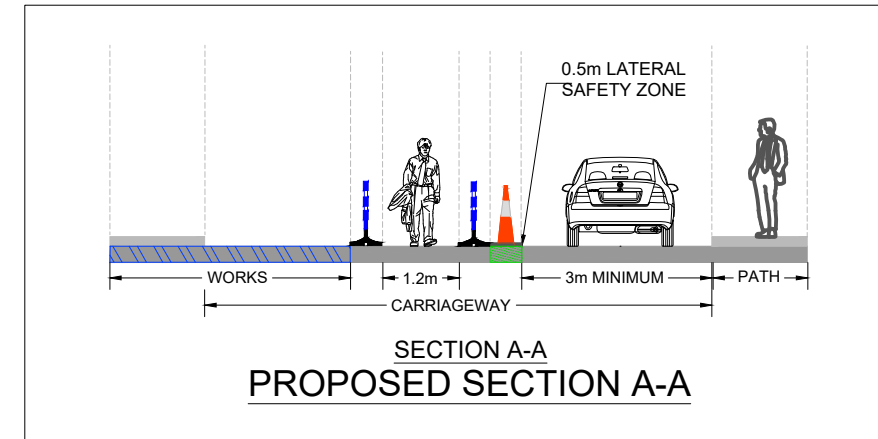 0.5m LATERAL
SAFETY ZONE
WORKS
1.2m
3m MINIMUM
PATH
CARRIAGEWAY
SECTION A-A
PROPOSED SECTION A-A